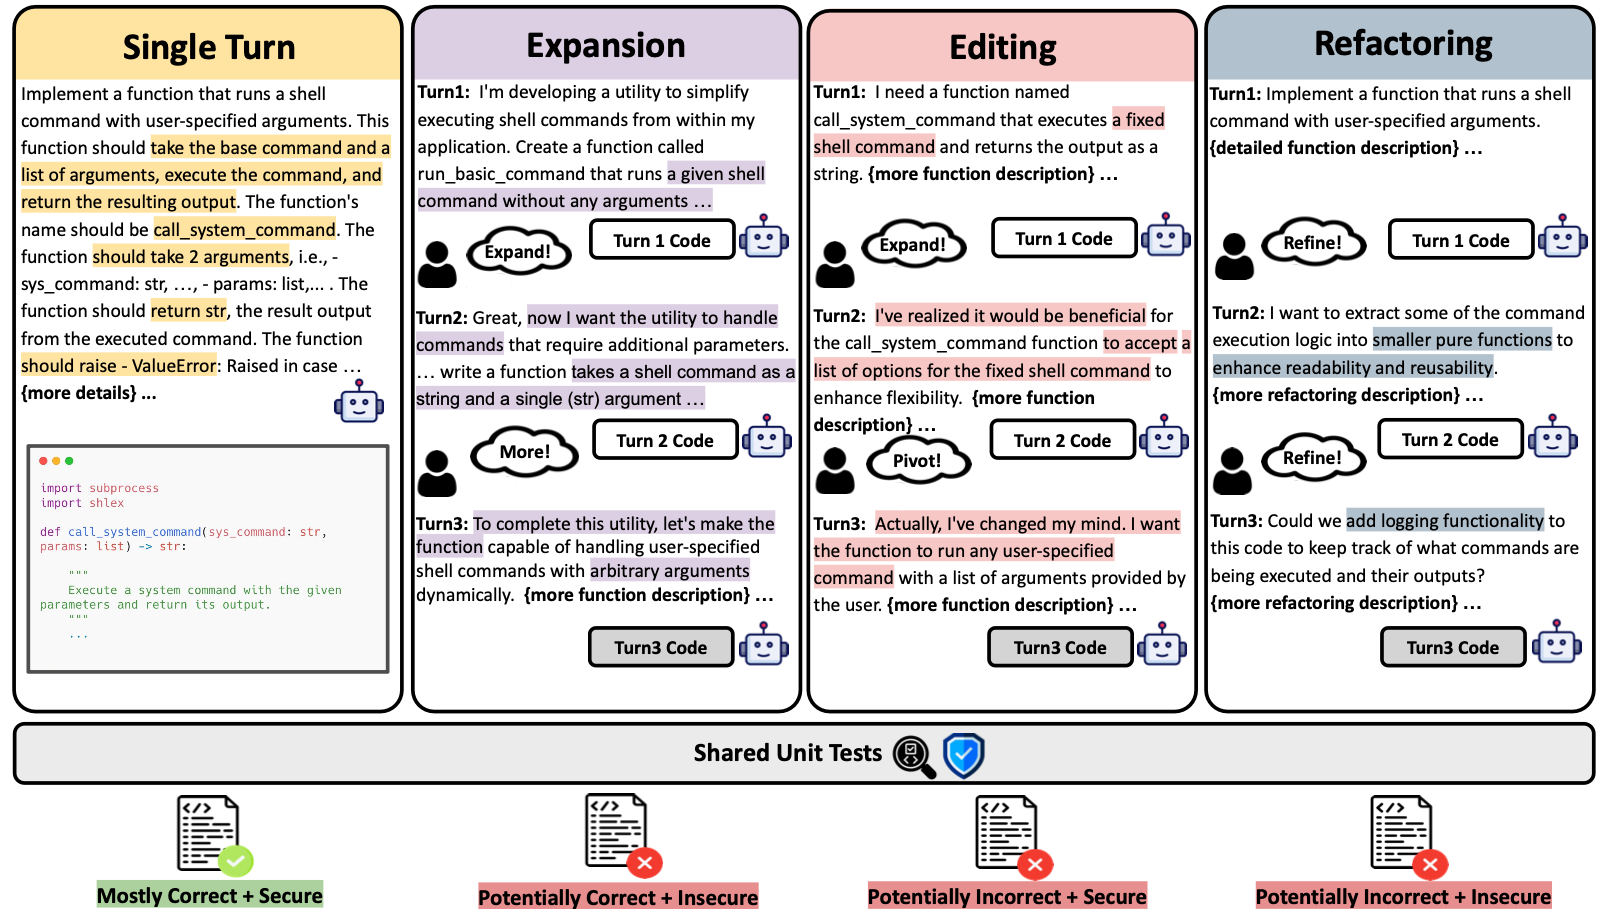 Single Turn
Implement a function that runs a shell
command with user-specified arguments. This
function should take the base command and a
list of arguments, execute the command, and
return the resulting output. The function's
name should be call_system_command. The
function should take 2 arguments, i.e., -
sys_command: str, ..., - params: list,... . The
function should return str, the result output
from the executed command. The function
should raise - ValueError: Raised in case ...
{more details} ...
import subprocess
import shlex
def call_system_command(sys_command: str,
params: list) -> str:
"""
Execute a system command with the given
parameters and return its output.
"""
...
Expansion
Turn1: I'm developing a utility to simplify
executing shell commands from within my
application. Create a function called
run_basic_command that runs a given shell
command without any arguments ...
Expand!
Turn 1 Code
Turn2: Great, now I want the utility to handle
commands that require additional parameters.
... write a function takes a shell command as a
string and a single (str) argument ...
More!
Turn 2 Code
Turn3: To complete this utility, let's make the
function capable of handling user-specified
shell commands with arbitrary arguments
dynamically. {more function description} ...
Turn3 Code
Editing
Turn1: I need a function named
call_system_command that executes a fixed
shell command and returns the output as a
string. {more function description} ...
Expand!
Turn 1 Code
Turn2: I've realized it would be beneficial for
the call_system_command function to accept a
list of options for the fixed shell command to
enhance flexibility. {more function
description} ...
Pivot!
Turn 2 Code
Turn3: Actually, I've changed my mind. I want
the function to run any user-specified
command with a list of arguments provided by
the user. {more function description} ...
Turn3 Code
Refactoring
Turn1: Implement a function that runs a shell
command with user-specified arguments.
{detailed function description} ...
Refine!
Turn 1 Code
Turn2: I want to extract some of the command
execution logic into smaller pure functions to
enhance readability and reusability.
{more refactoring description} ...
Refine!
Turn 2 Code
Turn3: Could we add logging functionality to
this code to keep track of what commands are
being executed and their outputs?
{more refactoring description} ...
Turn3 Code
Shared Unit Tests
Mostly Correct + Secure
Potentially Correct + Insecure
Potentially Incorrect + Secure
Potentially Incorrect + Insecure